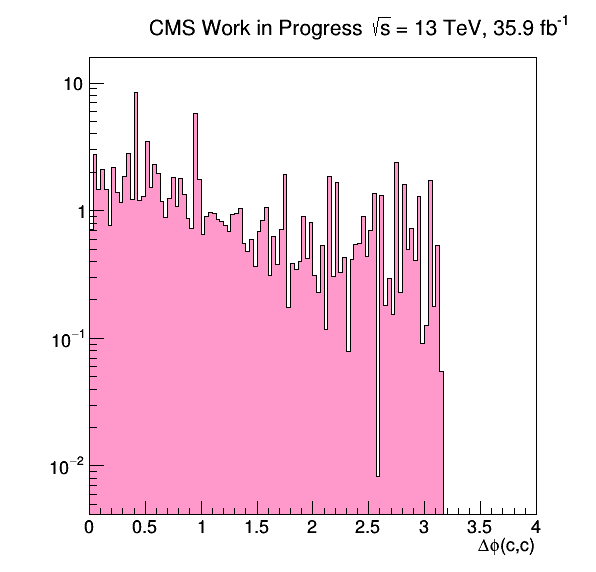 CMS Work in Progress √s = 13 TeV, 35.9 fb⁻¹
10
1
10⁻¹
10⁻²
0 0.5 1 1.5 2 2.5 3 3.5 4
Δϕ(c,c)